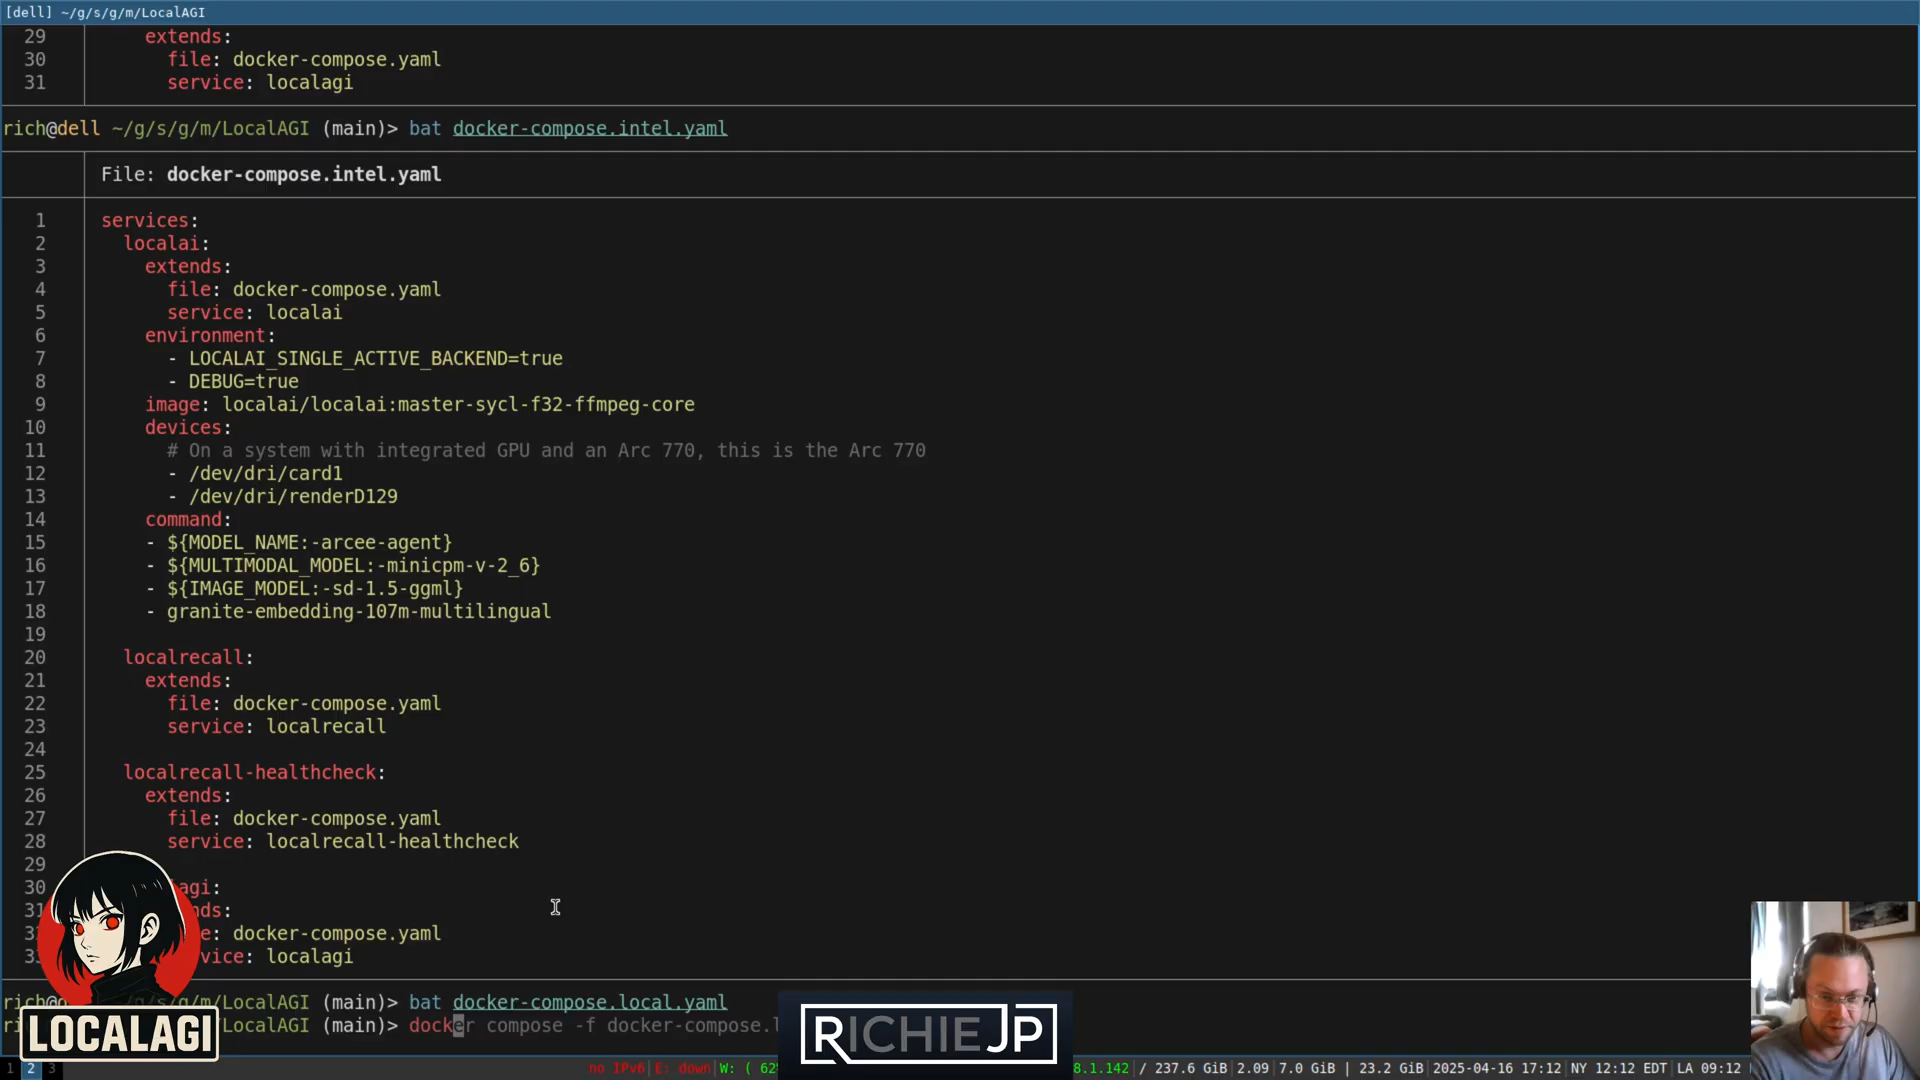 [dell] ~/g/s/g/m/LocalAGI
29 extends:
30 file: docker-compose.yaml
31 service: localagi
rich@dell ~/g/s/g/m/LocalAGI (main)> bat docker-compose.intel.yaml
File: docker-compose.intel.yaml
1 services:
2 localai:
3 extends:
4 file: docker-compose.yaml
5 service: localai
6 environment:
7 - LOCALAI_SINGLE_ACTIVE_BACKEND=true
8 - DEBUG=true
9 image: localai/localai:master-sycl-f32-ffmpeg-core
10 devices:
11 # On a system with integrated GPU and an Arc 770, this is the Arc 770
12 - /dev/dri/card1
13 - /dev/dri/renderD129
14 command:
15 - ${MODEL_NAME:-arcee-agent}
16 - ${MULTIMODAL_MODEL:-minicpm-v-2_6}
17 - ${IMAGE_MODEL:-sd-1.5-ggml}
18 - granite-embedding-107m-multilingual
19
20 localrecall:
21 extends:
22 file: docker-compose.yaml
23 service: localrecall
24
25 localrecall-healthcheck:
26 extends:
27 file: docker-compose.yaml
28 service: localrecall-healthcheck
29
30 agi:
31 nds:
e: docker-compose.yaml
vice: localagi
rich@d ~/g/s/g/m/LocalAGI (main)> bat docker-compose.local.yaml
ri /LocalAGI (main)> docker compose -f docker-compose.l
LOCALAGI
RICHIEJP
1 2 3 no IPv6|E: down|W: ( 62 8.1.142|/ 237.6 GiB|2.09|7.0 GiB | 23.2 GiB|2025-04-16 17:12|NY 12:12 EDT|LA 09:12